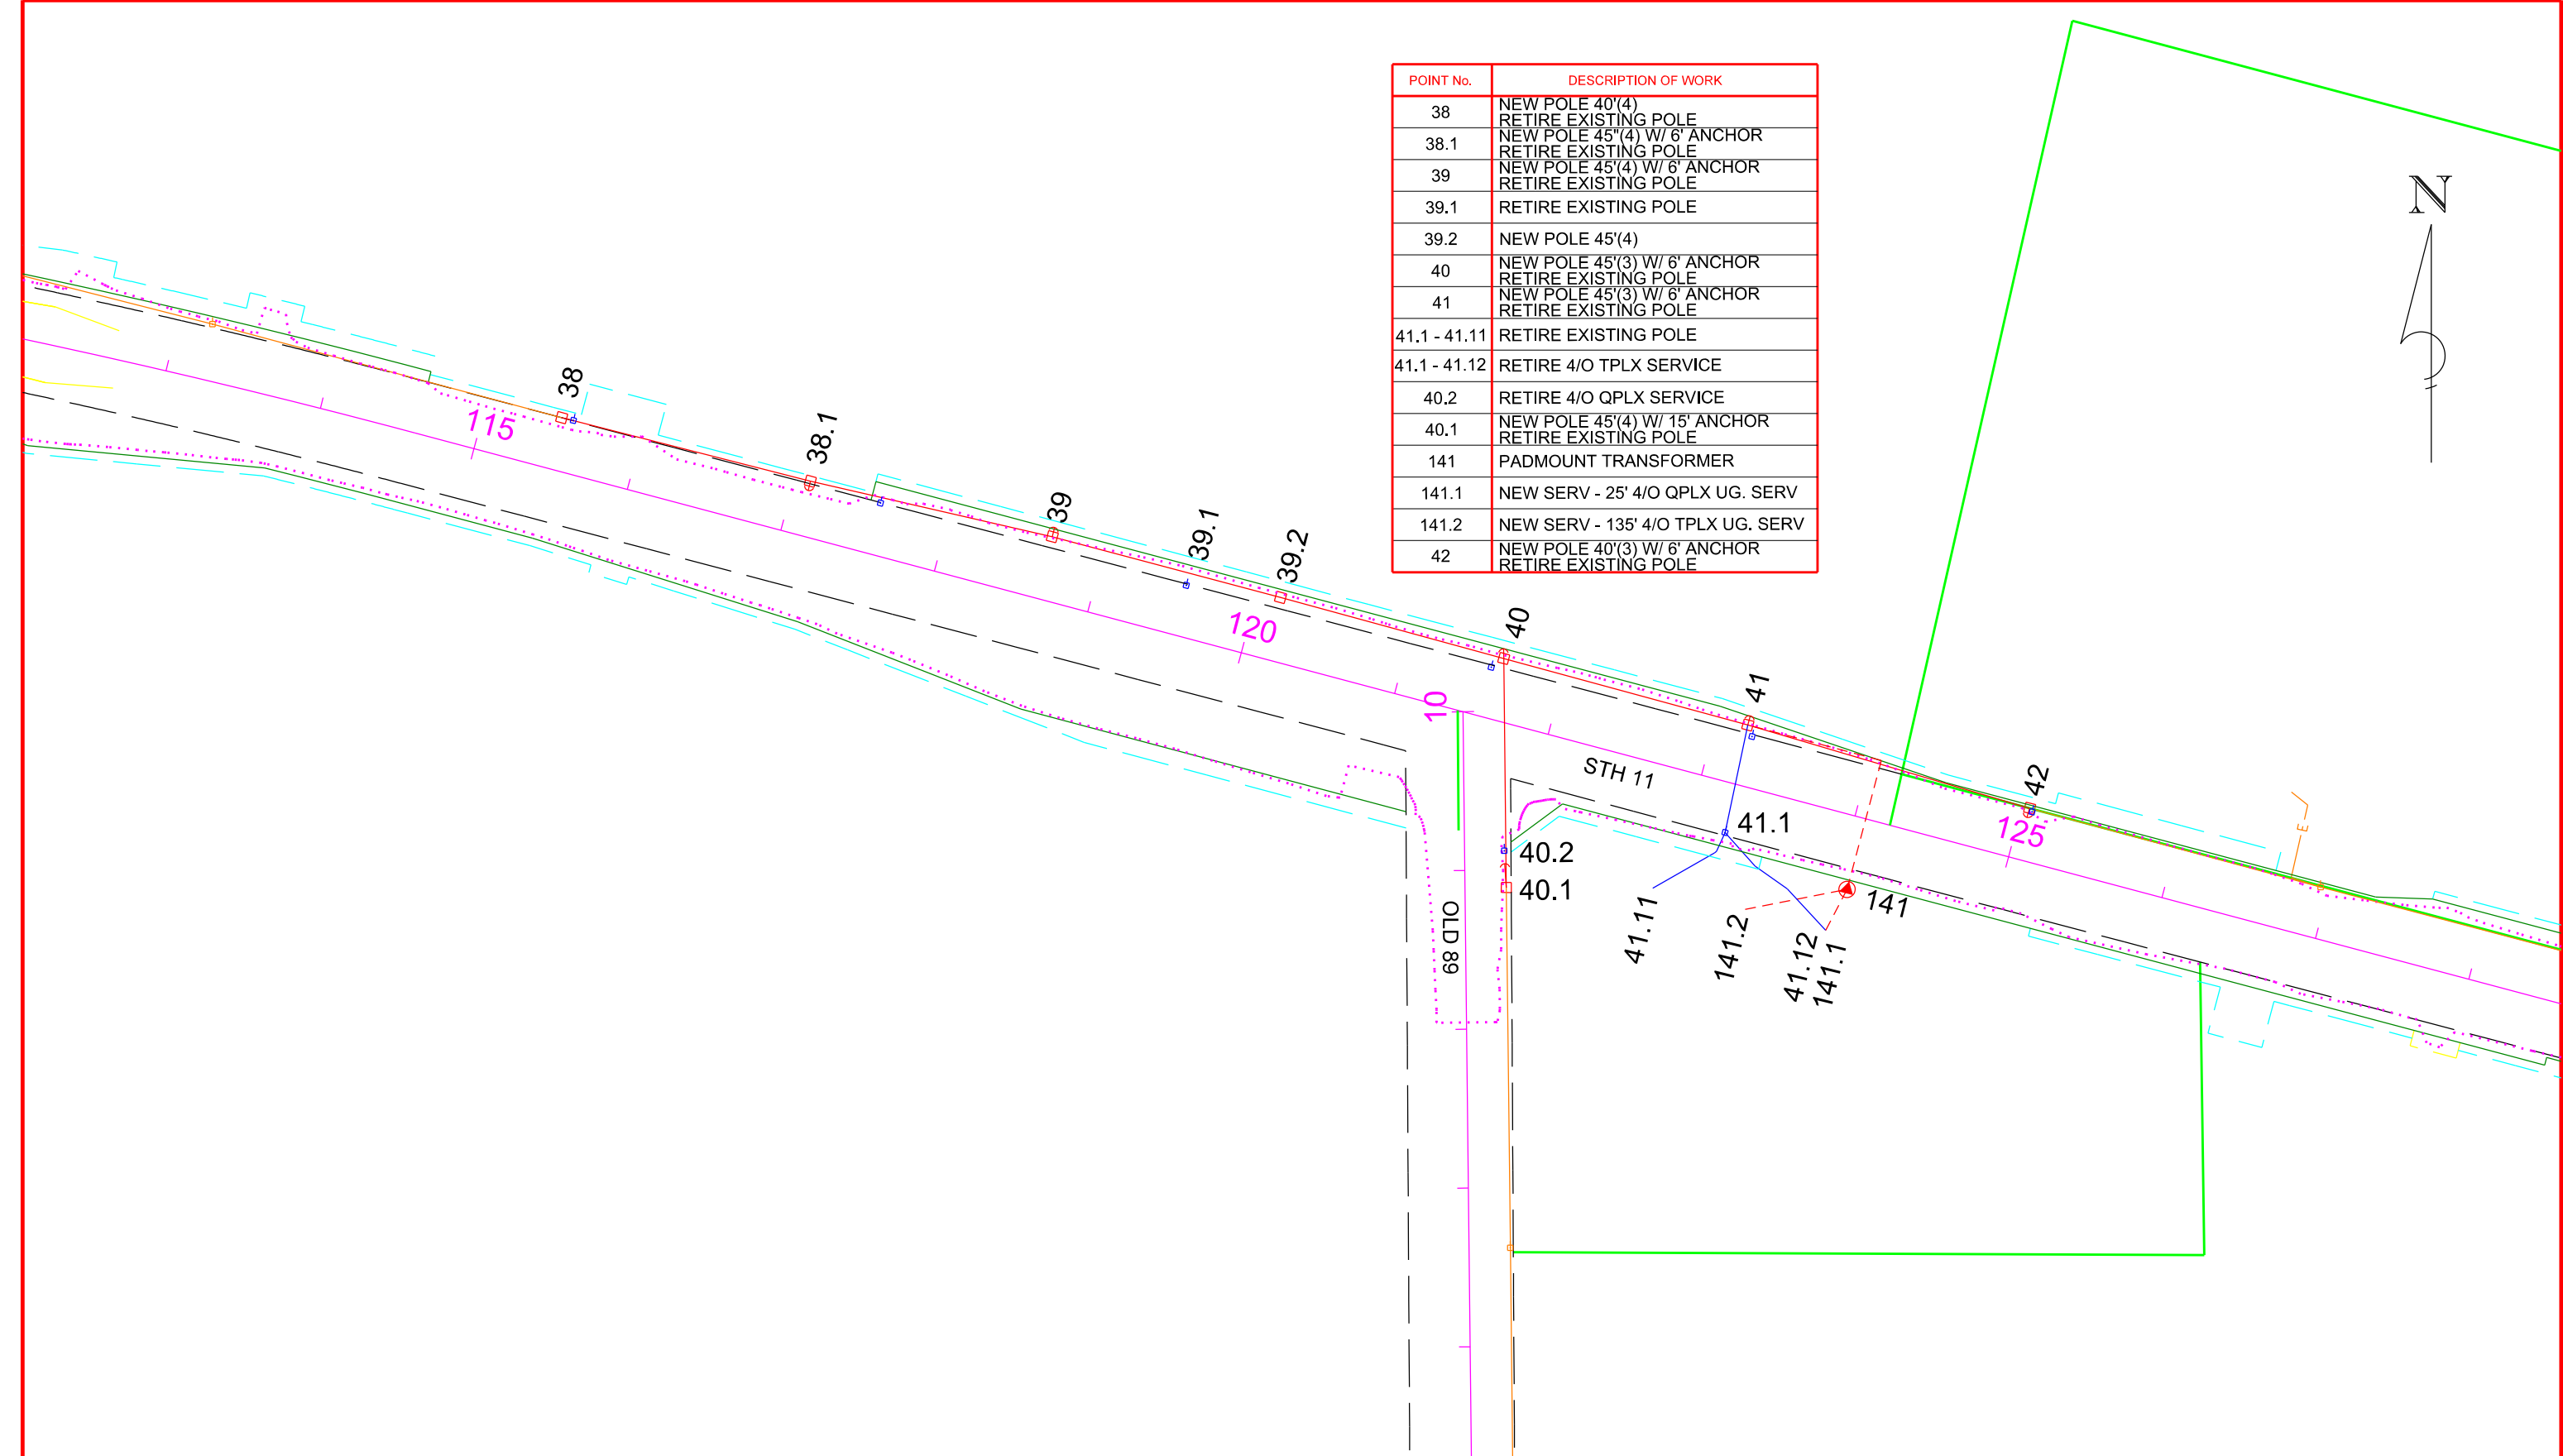 POINT No. DESCRIPTION OF WORK
38 NEW POLE 40'(4)
RETIRE EXISTING POLE
38.1 NEW POLE 45"(4) W/ 6' ANCHOR
RETIRE EXISTING POLE
39 NEW POLE 45'(4) W/ 6' ANCHOR
RETIRE EXISTING POLE
39.1 RETIRE EXISTING POLE
39.2 NEW POLE 45'(4)
40 NEW POLE 45'(3) W/ 6' ANCHOR
RETIRE EXISTING POLE
41 NEW POLE 45'(3) W/ 6' ANCHOR
RETIRE EXISTING POLE
41.1 - 41.11 RETIRE EXISTING POLE
41.1 - 41.12 RETIRE 4/O TPLX SERVICE
40.2 RETIRE 4/O QPLX SERVICE
40.1 NEW POLE 45'(4) W/ 15' ANCHOR
RETIRE EXISTING POLE
141 PADMOUNT TRANSFORMER
141.1 NEW SERV - 25' 4/O QPLX UG. SERV
141.2 NEW SERV - 135' 4/O TPLX UG. SERV
42 NEW POLE 40'(3) W/ 6' ANCHOR
RETIRE EXISTING POLE
N
38
115
38.1
39
39.1
39.2
120
40
10
41
STH 11
42
125
E
41.1
40.2
40.1
141
OLD 89
41.11
141.2
41.12
141.1